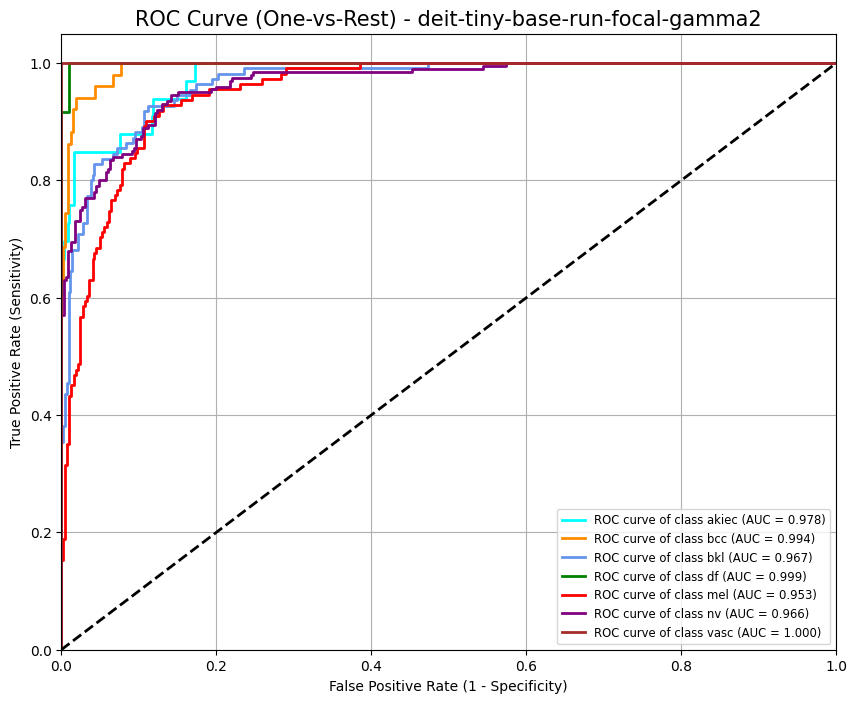 ROC Curve (One-vs-Rest) - deit-tiny-base-run-focal-gamma2
True Positive Rate (Sensitivity)
1.0
0.8
0.6
0.4
0.2
0.0
0.0 0.2 0.4 0.6 0.8 1.0
False Positive Rate (1 - Specificity)
ROC curve of class akiec (AUC = 0.978)
ROC curve of class bcc (AUC = 0.994)
ROC curve of class bkl (AUC = 0.967)
ROC curve of class df (AUC = 0.999)
ROC curve of class mel (AUC = 0.953)
ROC curve of class nv (AUC = 0.966)
ROC curve of class vasc (AUC = 1.000)